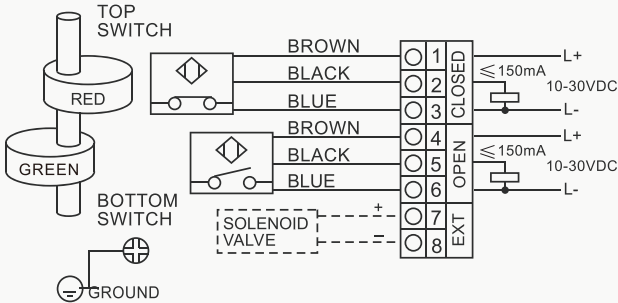 TOP
SWITCH
RED
GREEN
BOTTOM
SWITCH
GROUND
BROWN
BLACK
BLUE
BROWN
BLACK
BLUE
SOLENOID
VALVE
+
−
1
2
3
4
5
6
7
8
CLOSED
OPEN
EXT
L+
≤150mA
10-30VDC
L-
L+
≤150mA
10-30VDC
L-